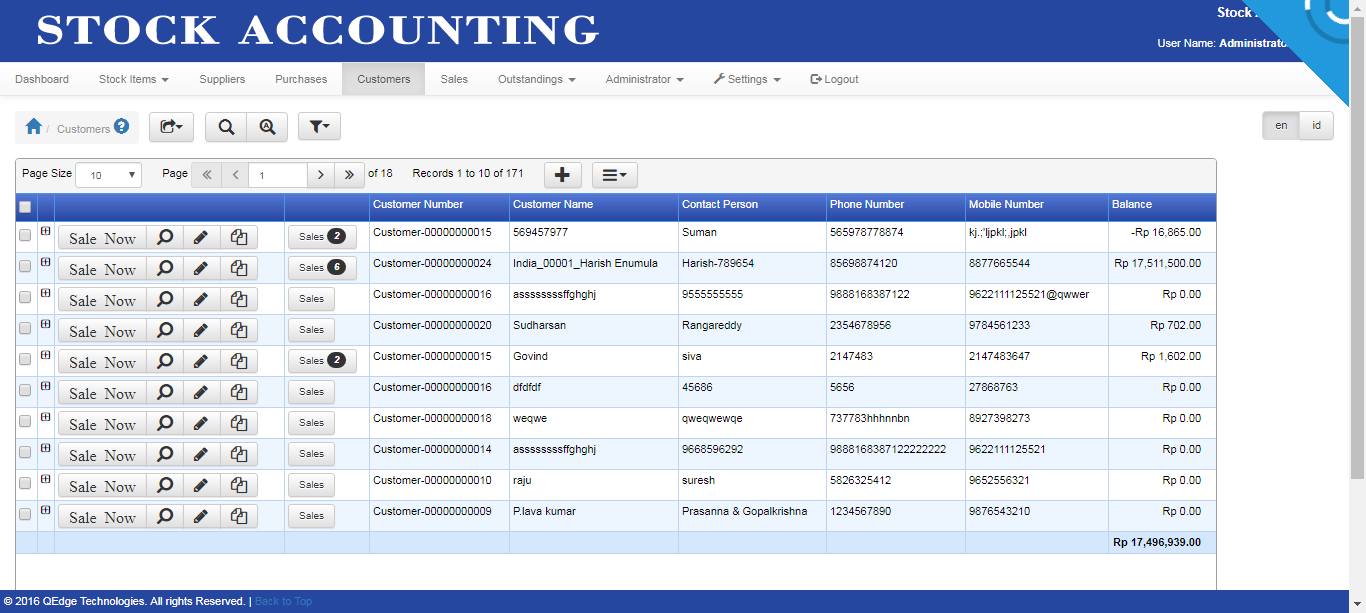 STOCK ACCOUNTING
Stock
User Name: Administrator
Dashboard Stock Items Suppliers Purchases Customers Sales Outstandings Administrator Settings Logout
/ Customers ? A en id
Page Size 10 Page « ‹ 1 › » of 18 Records 1 to 10 of 171
Customer Number Customer Name Contact Person Phone Number Mobile Number Balance
Sale Now Sales 2 Customer-00000000015 569457977 Suman 565978778874 kj.;'ljpkl;,jpkl -Rp 16,865.00
Sale Now Sales 6 Customer-00000000024 India_00001_Harish Enumula Harish-789654 85698874120 8877665544 Rp 17,511,500.00
Sale Now Sales Customer-00000000016 asssssssssffghghj 9555555555 9888168387122 9622111125521@qwwer Rp 0.00
Sale Now Sales Customer-00000000020 Sudharsan Rangareddy 2354678956 9784561233 Rp 702.00
Sale Now Sales 2 Customer-00000000015 Govind siva 2147483 2147483647 Rp 1,602.00
Sale Now Sales Customer-00000000016 dfdfdf 45686 5656 27868763 Rp 0.00
Sale Now Sales Customer-00000000018 weqwe qweqwewqe 737783hhhnnbn 8927398273 Rp 0.00
Sale Now Sales Customer-00000000014 asssssssssffghghj 9668596292 9888168387122222222 9622111125521 Rp 0.00
Sale Now Sales Customer-00000000010 raju suresh 5826325412 9652556321 Rp 0.00
Sale Now Sales Customer-00000000009 P.lava kumar Prasanna & Gopalkrishna 1234567890 9876543210 Rp 0.00
Rp 17,496,939.00
© 2016 QEdge Technologies. All rights Reserved. | Back to Top